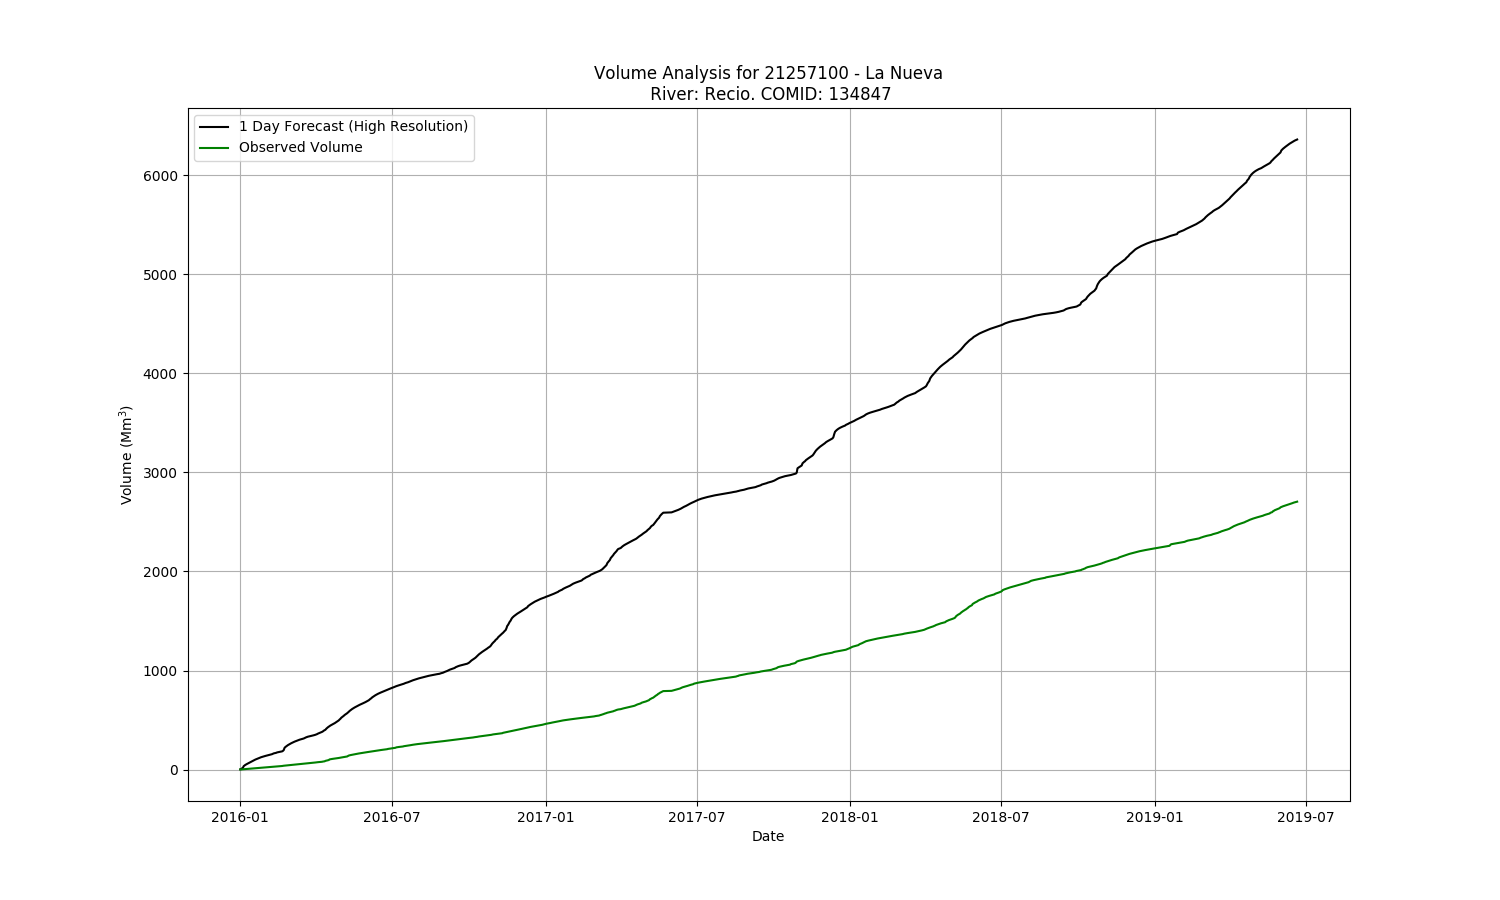 Volume Analysis for 21257100 - La Nueva
River: Recio. COMID: 134847
1 Day Forecast (High Resolution)
Observed Volume
Volume (Mm³)
6000
5000
4000
3000
2000
1000
0
2016-01 2016-07 2017-01 2017-07 2018-01 2018-07 2019-01 2019-07
Date